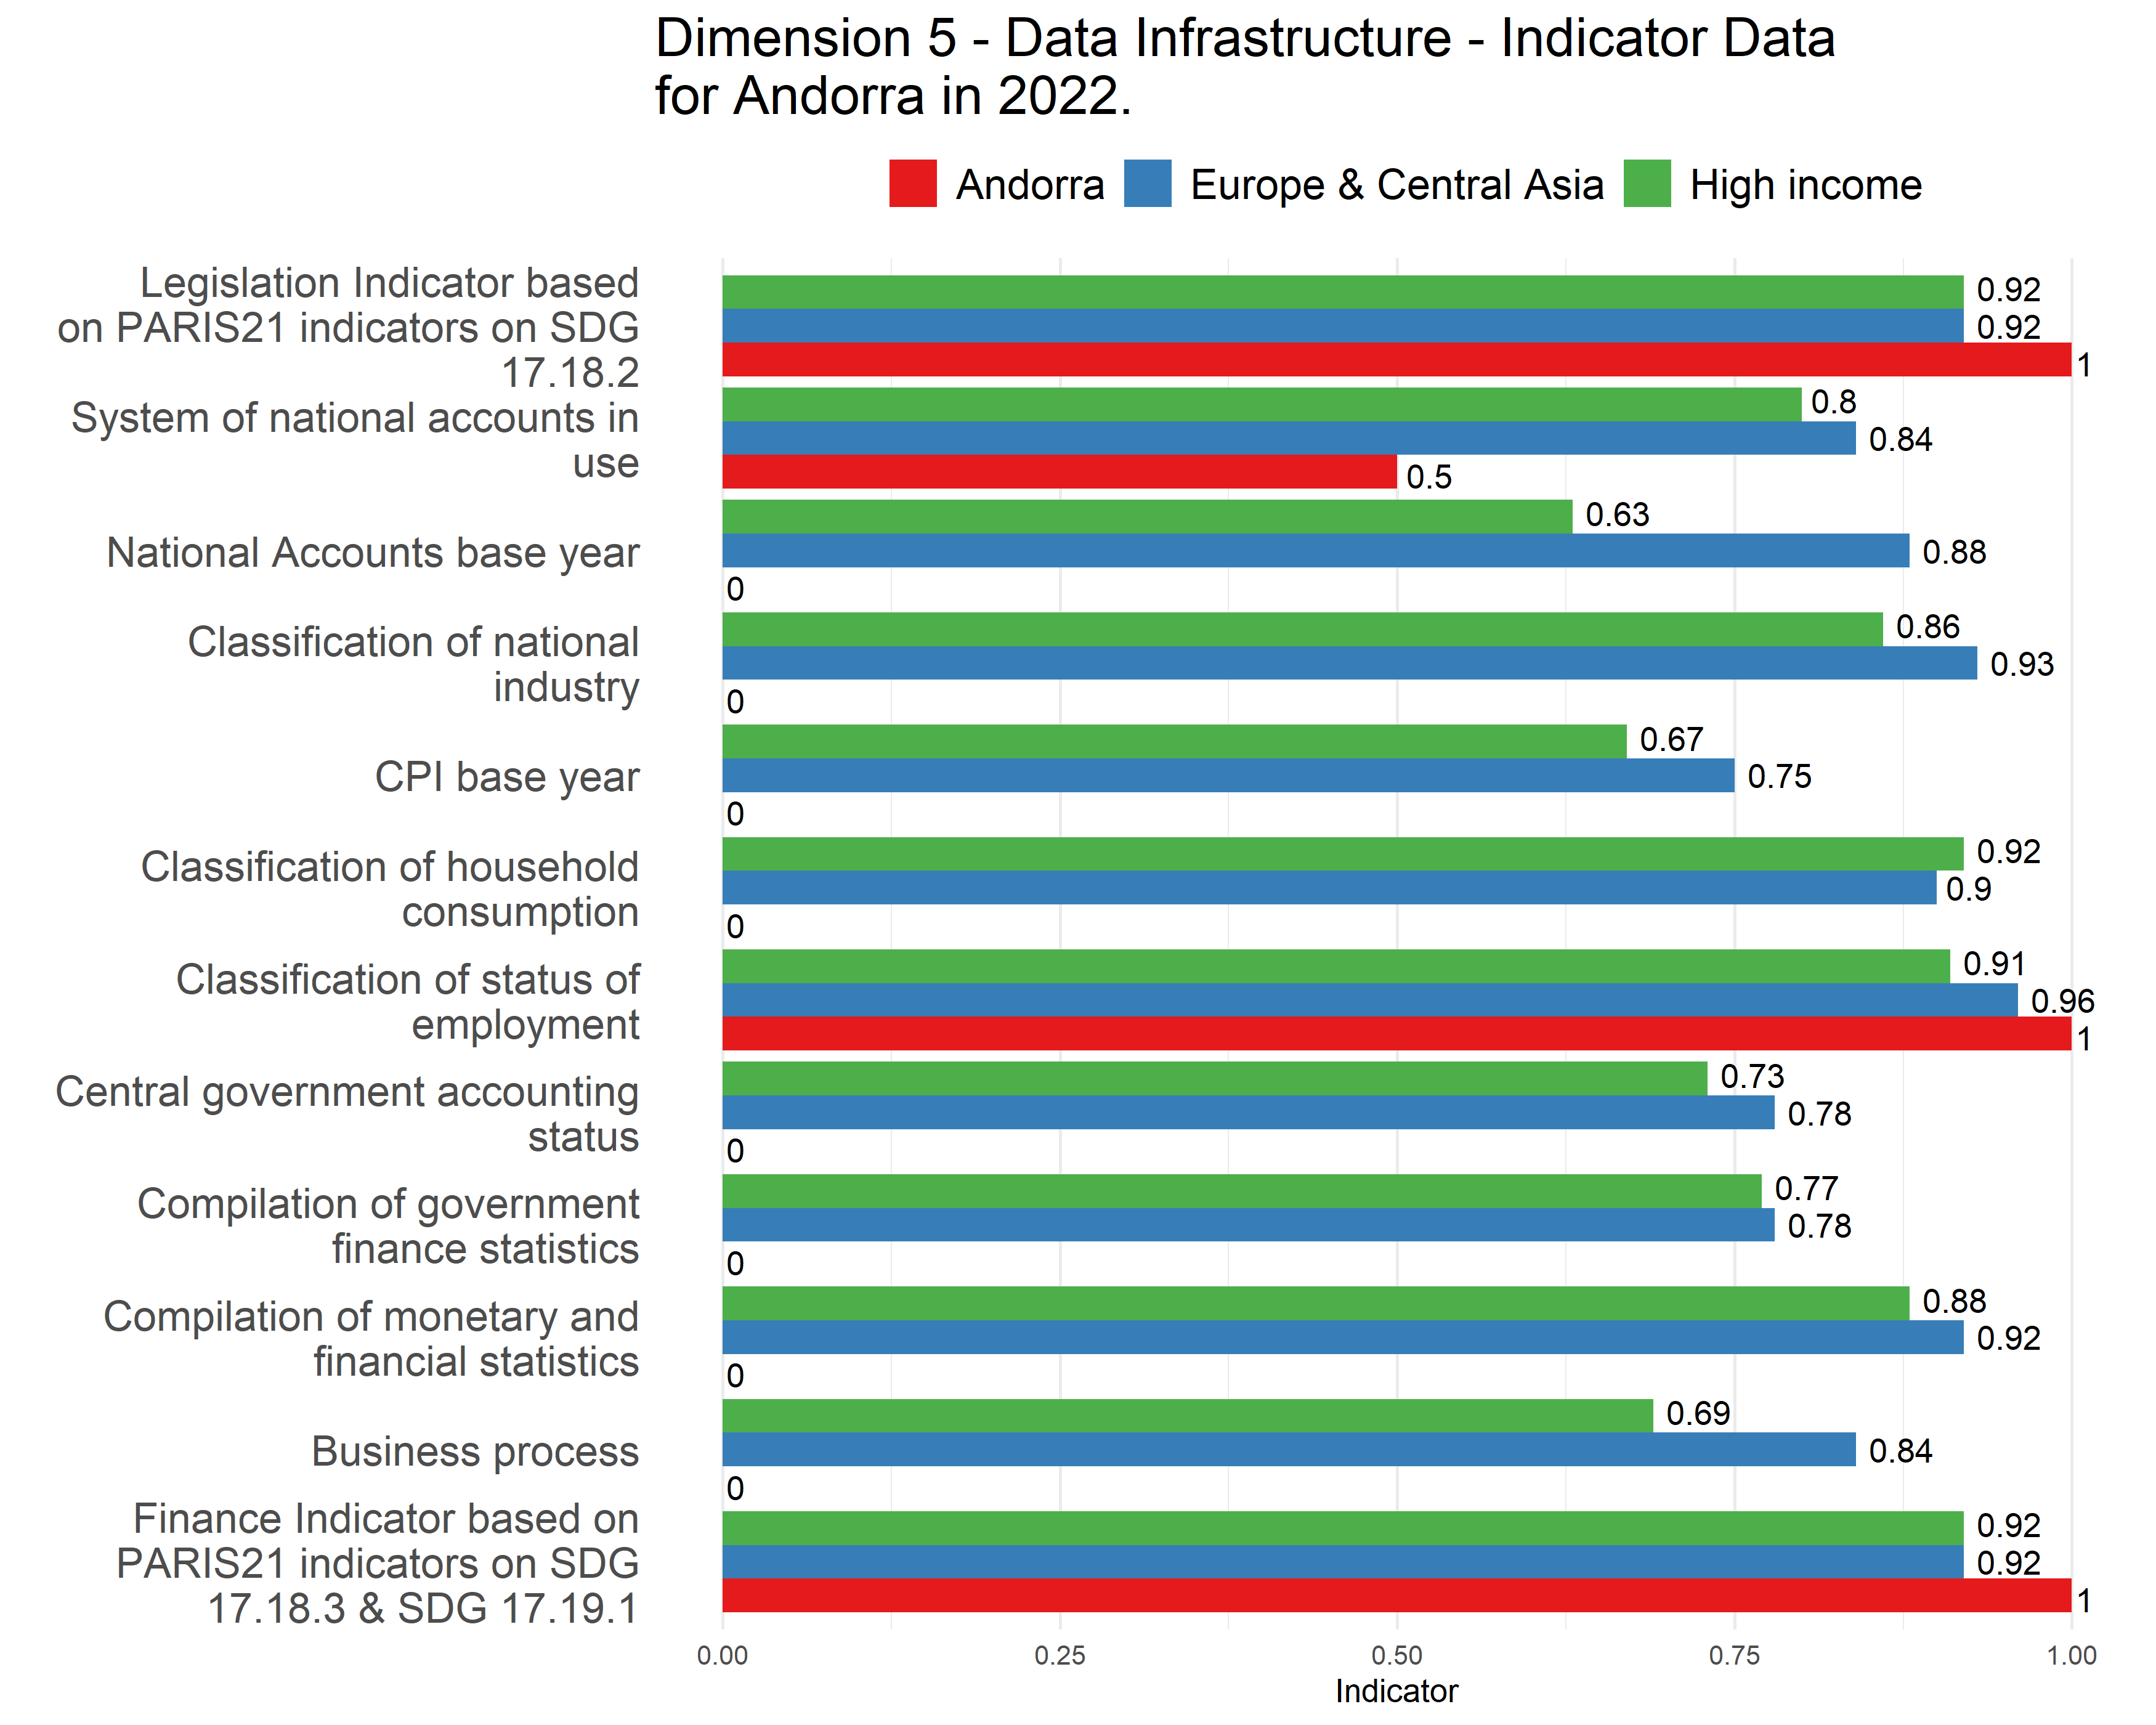 Dimension 5 - Data Infrastructure - Indicator Data
for Andorra in 2022.
Andorra
Europe & Central Asia
High income
Legislation Indicator based
on PARIS21 indicators on SDG
17.18.2
0.92
0.92
1
System of national accounts in
use
0.8
0.84
0.5
National Accounts base year
0.63
0.88
0
Classification of national
industry
0.86
0.93
0
CPI base year
0.67
0.75
0
Classification of household
consumption
0.92
0.9
0
Classification of status of
employment
0.91
0.96
1
Central government accounting
status
0.73
0.78
0
Compilation of government
finance statistics
0.77
0.78
0
Compilation of monetary and
financial statistics
0.88
0.92
0
Business process
0.69
0.84
0
Finance Indicator based on
PARIS21 indicators on SDG
17.18.3 & SDG 17.19.1
0.92
0.92
1
0.00
0.25
0.50
0.75
1.00
Indicator